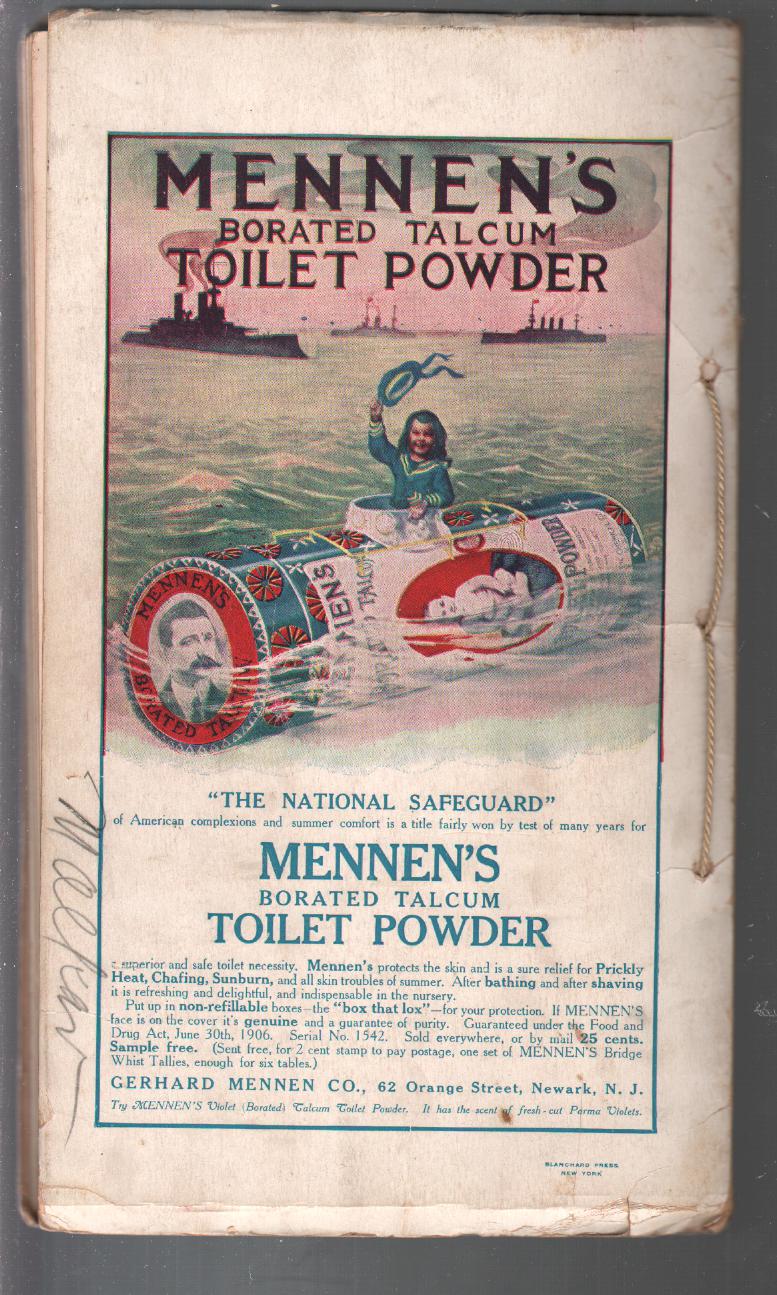 MENNEN'S
BORATED TALCUM
TOILET POWDER
MENNEN'S
BORATED
POWDER
"THE NATIONAL SAFEGUARD"
of American complexions and summer comfort is a title fairly won by test of many years for
MENNEN'S
BORATED TALCUM
TOILET POWDER
superior and safe toilet necessity. Mennen's protects the skin and is a sure relief for Prickly
Heat, Chafing, Sunburn, and all skin troubles of summer. After bathing and after shaving
it is refreshing and delightful, and indispensable in the nursery.
Put up in non-refillable boxes—the "box that lox"—for your protection. If MENNEN'S
face is on the cover it's genuine and a guarantee of purity. Guaranteed under the Food and
Drug Act, June 30th, 1906. Serial No. 1542. Sold everywhere, or by mail 25 cents.
Sample free. (Sent free, for 2 cent stamp to pay postage, one set of MENNEN'S Bridge
Whist Tallies, enough for six tables.)
GERHARD MENNEN CO., 62 Orange Street, Newark, N. J.
Try MENNEN'S Violet (Borated) Talcum Toilet Powder. It has the scent of fresh-cut Parma Violets.
BLANCHARD PRESS
NEW YORK